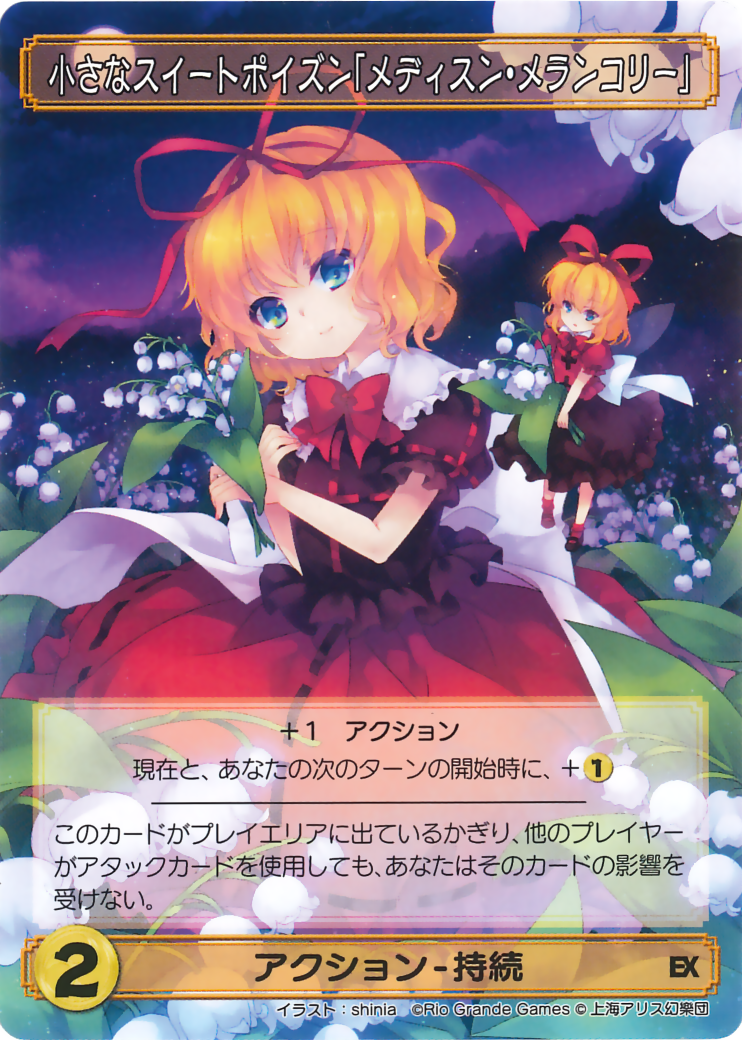 小さなスイートポイズン「メディスン・メランコリー」
＋1 アクション
現在と、あなたの次のターンの開始時に、＋1
このカードがプレイエリアに出ているかぎり、他のプレイヤー
がアタックカードを使用しても、あなたはそのカードの影響を
受けない。
2 アクション-持続 EX
イラスト：shinia ©Rio Grande Games ©上海アリス幻樂団